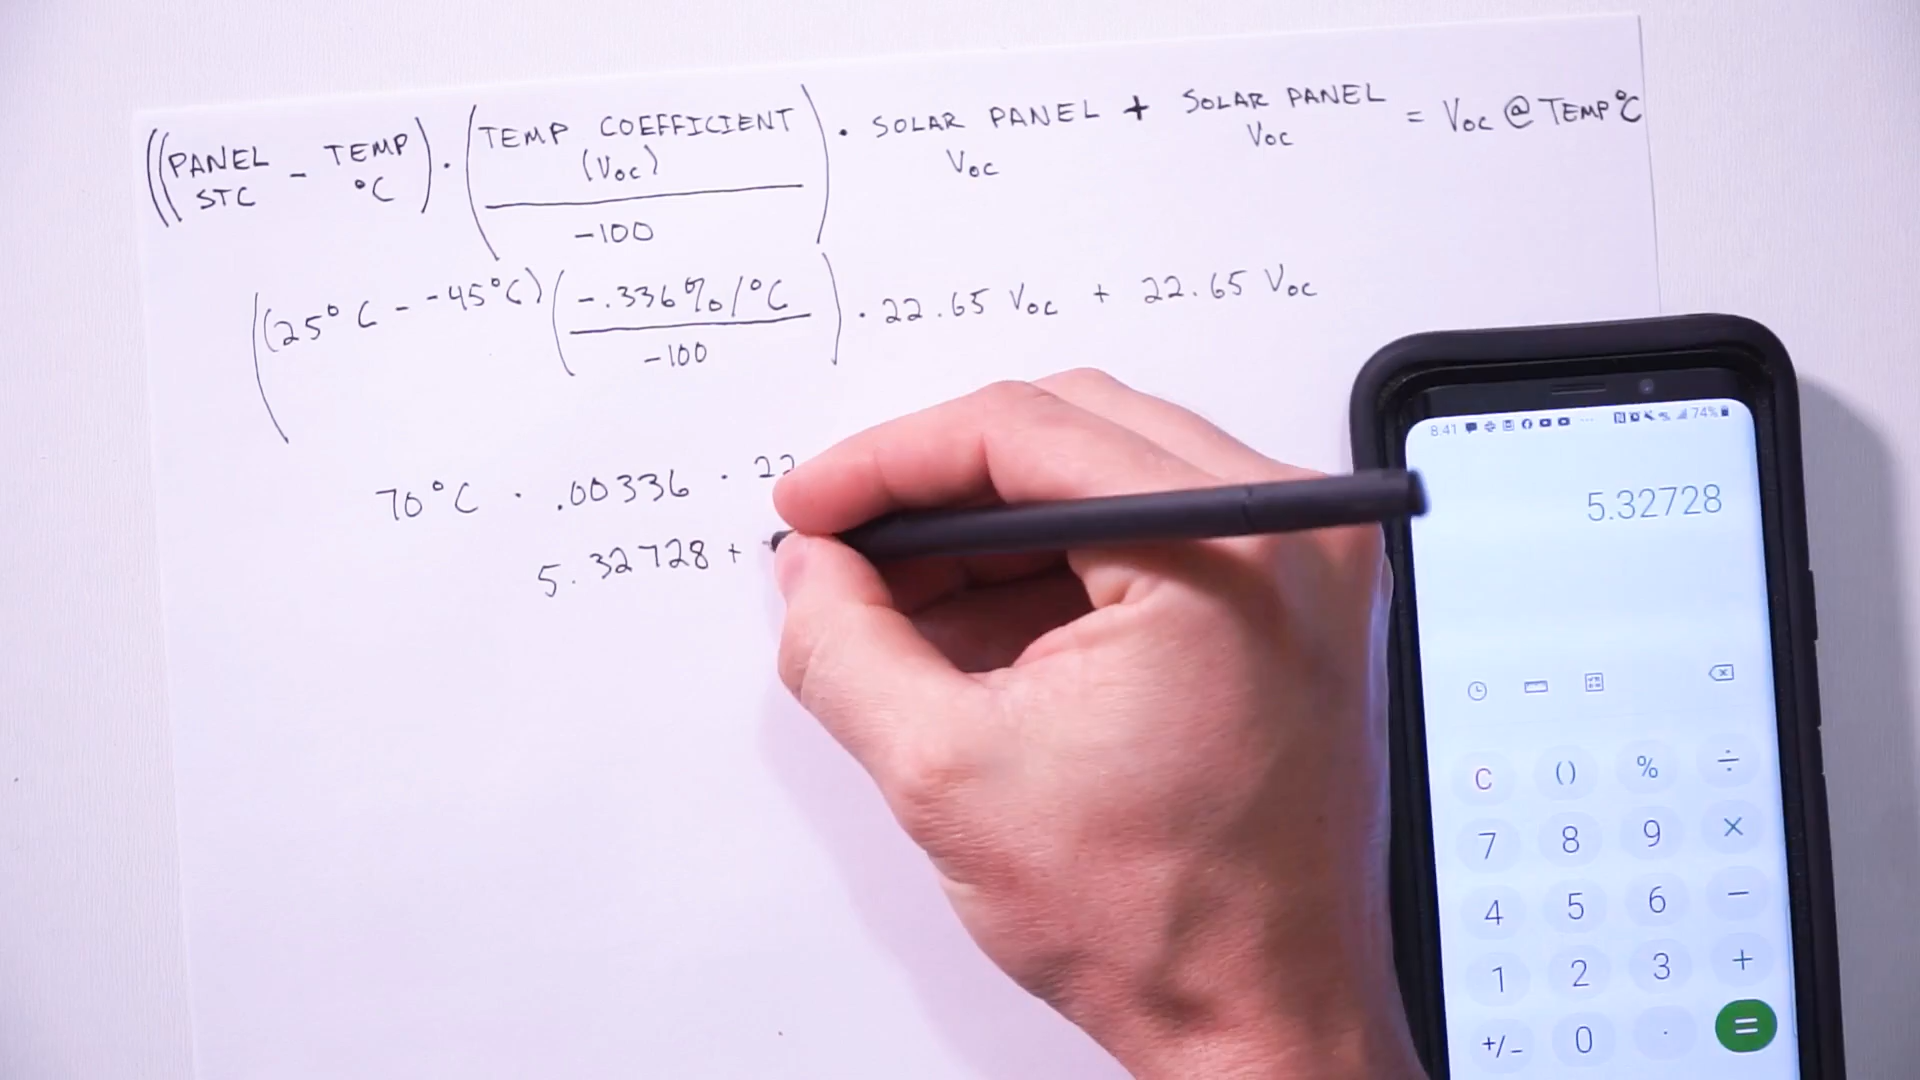 ((PANEL STC - TEMP °C) · (TEMP COEFFICIENT (Voc) / -100) · SOLAR PANEL Voc + SOLAR PANEL Voc = Voc @ TEMP °C
((25°C - -45°C)(-.336%/°C / -100) · 22.65 Voc + 22.65 Voc
70°C · .00336 · 22
5.32728 +
8:41 74%
5.32728
C () % ÷
7 8 9 ×
4 5 6 −
1 2 3 +
+/− 0 . =